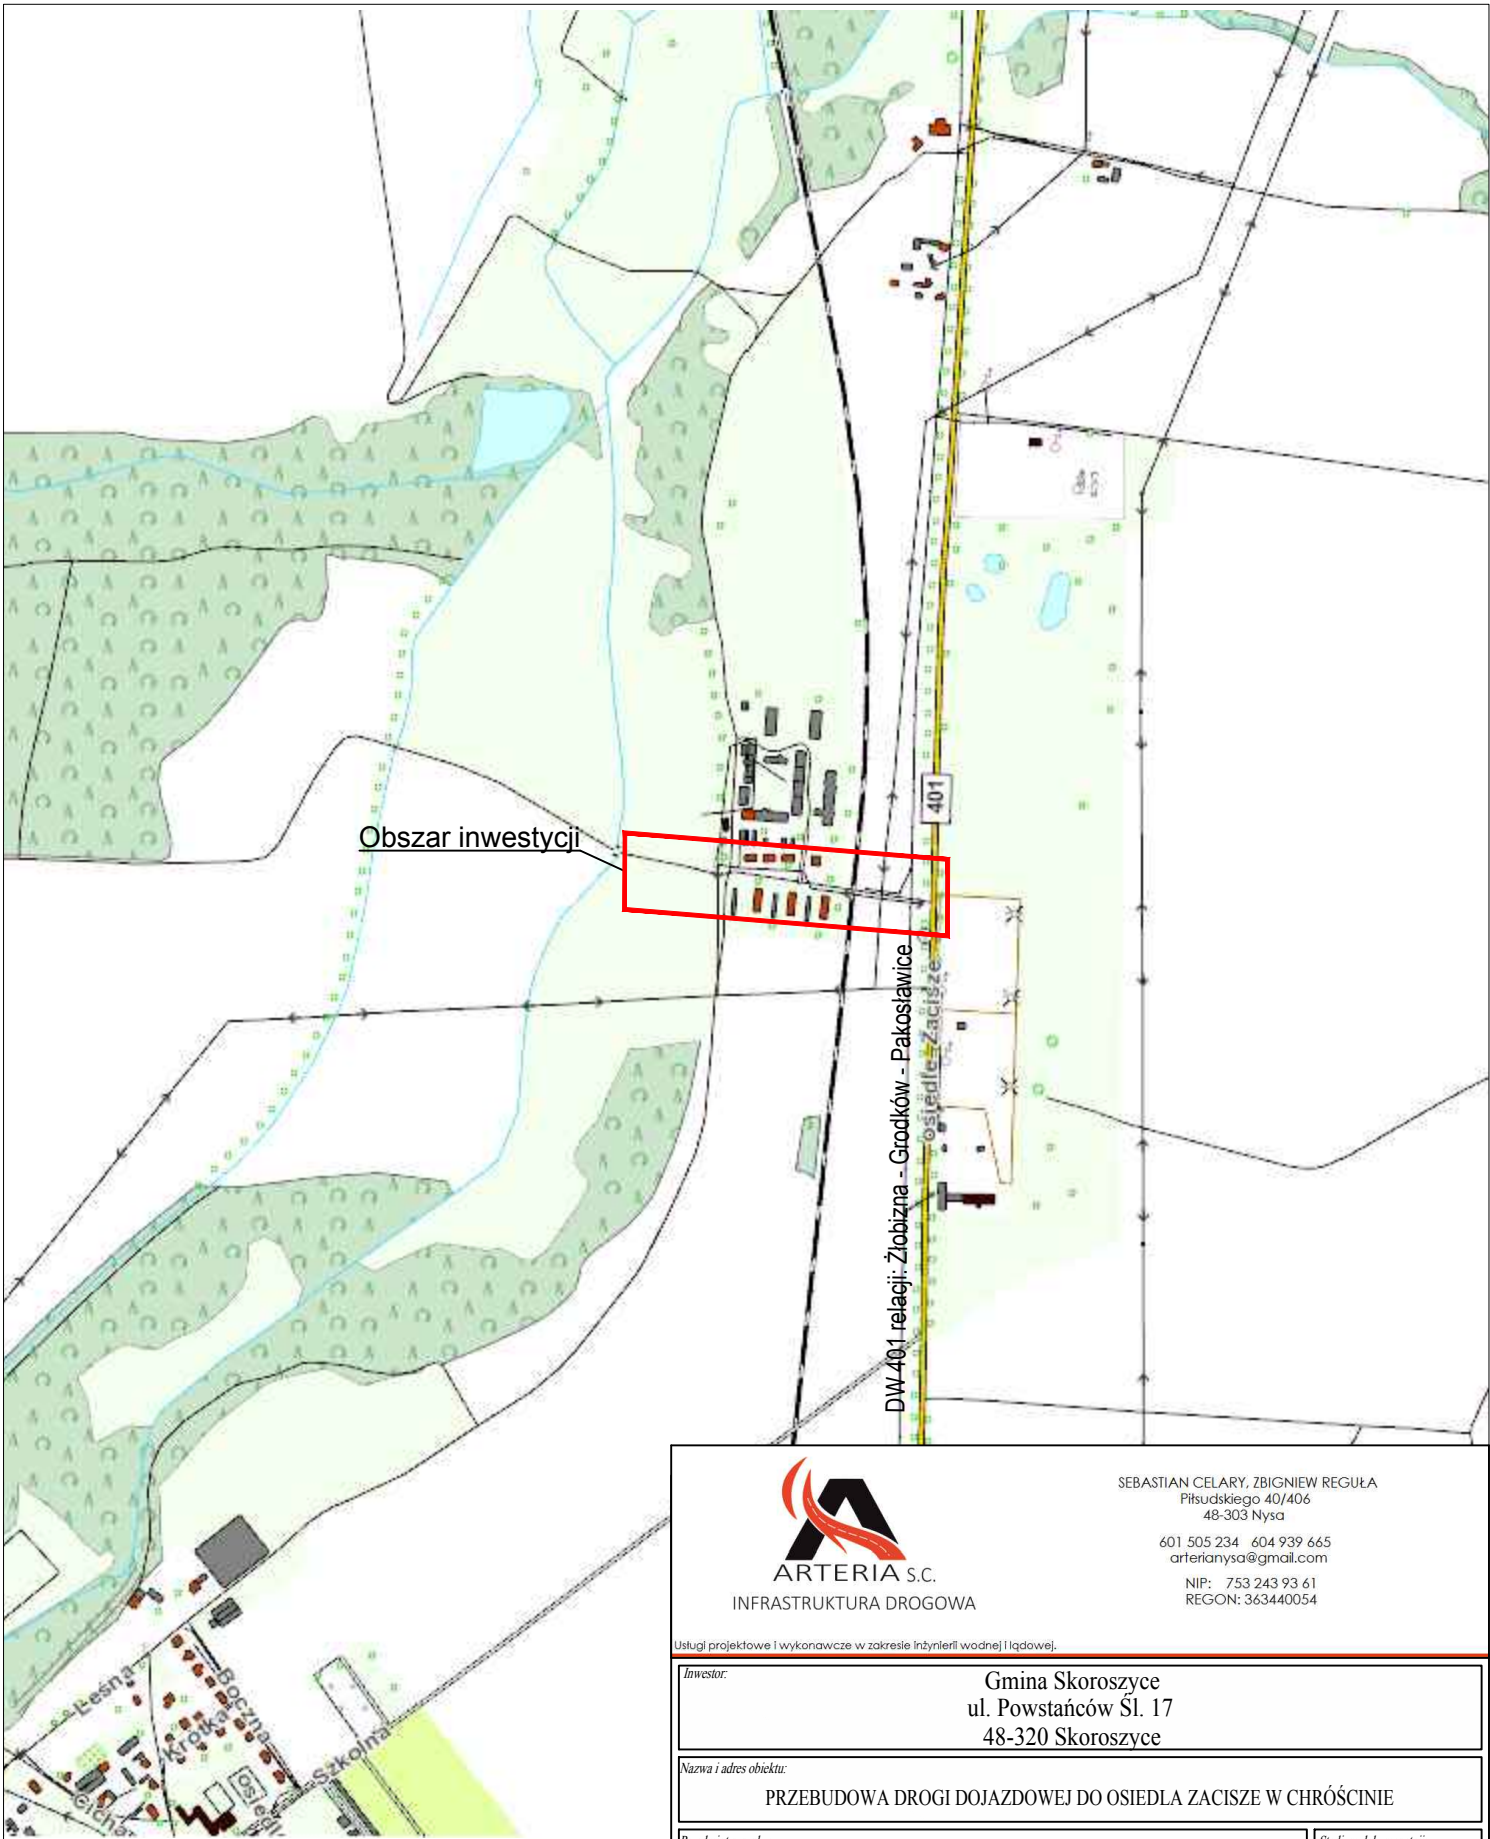 401
Obszar inwestycji
DW 401 relacji: Żłobizna - Grodków - Pakosławice
Osiedle Zacisze
Leśna
Boczna
Krótka
Szkolna
Cicha
ARTERIA S.C.
INFRASTRUKTURA DROGOWA
SEBASTIAN CELARY, ZBIGNIEW REGUŁA
Piłsudskiego 40/406
48-303 Nysa
601 505 234 604 939 665
arterianysa@gmail.com
NIP: 753 243 93 61
REGON: 363440054
Usługi projektowe i wykonawcze w zakresie inżynierii wodnej i lądowej.
Inwestor:
Gmina Skoroszyce
ul. Powstańców Śl. 17
48-320 Skoroszyce
Nazwa i adres obiektu:
PRZEBUDOWA DROGI DOJAZDOWEJ DO OSIEDLA ZACISZE W CHRÓŚCINIE